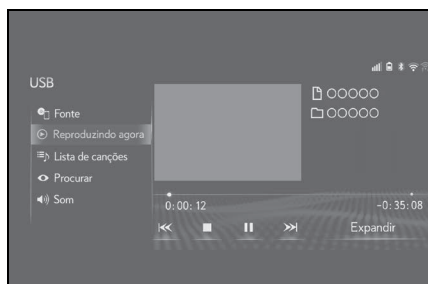 USB
Fonte
Reproduzindo agora
Lista de canções
Procurar
Som
OOOOO
OOOOO
0:00:12
-0:35:08
Expandir